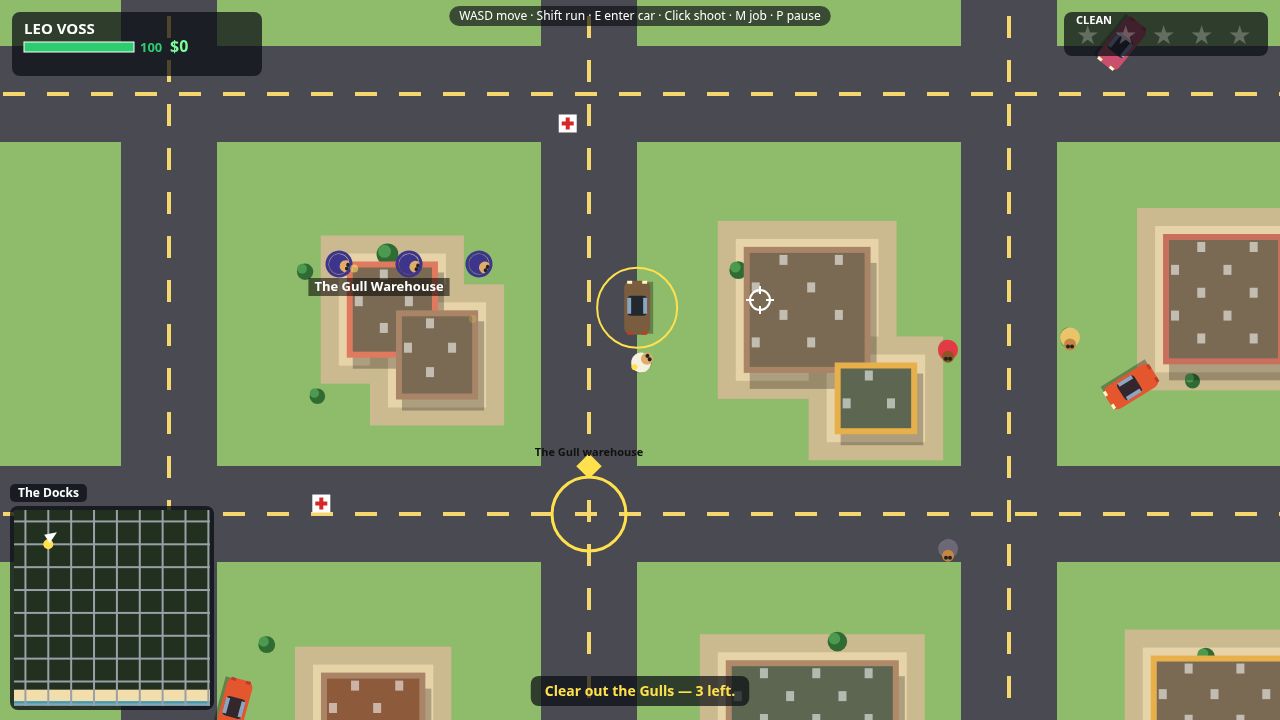 WASD move · Shift run · E enter car · Click shoot · M job · P pause
LEO VOSS
100 $0
CLEAN
The Gull Warehouse
The Gull warehouse
The Docks
Clear out the Gulls — 3 left.